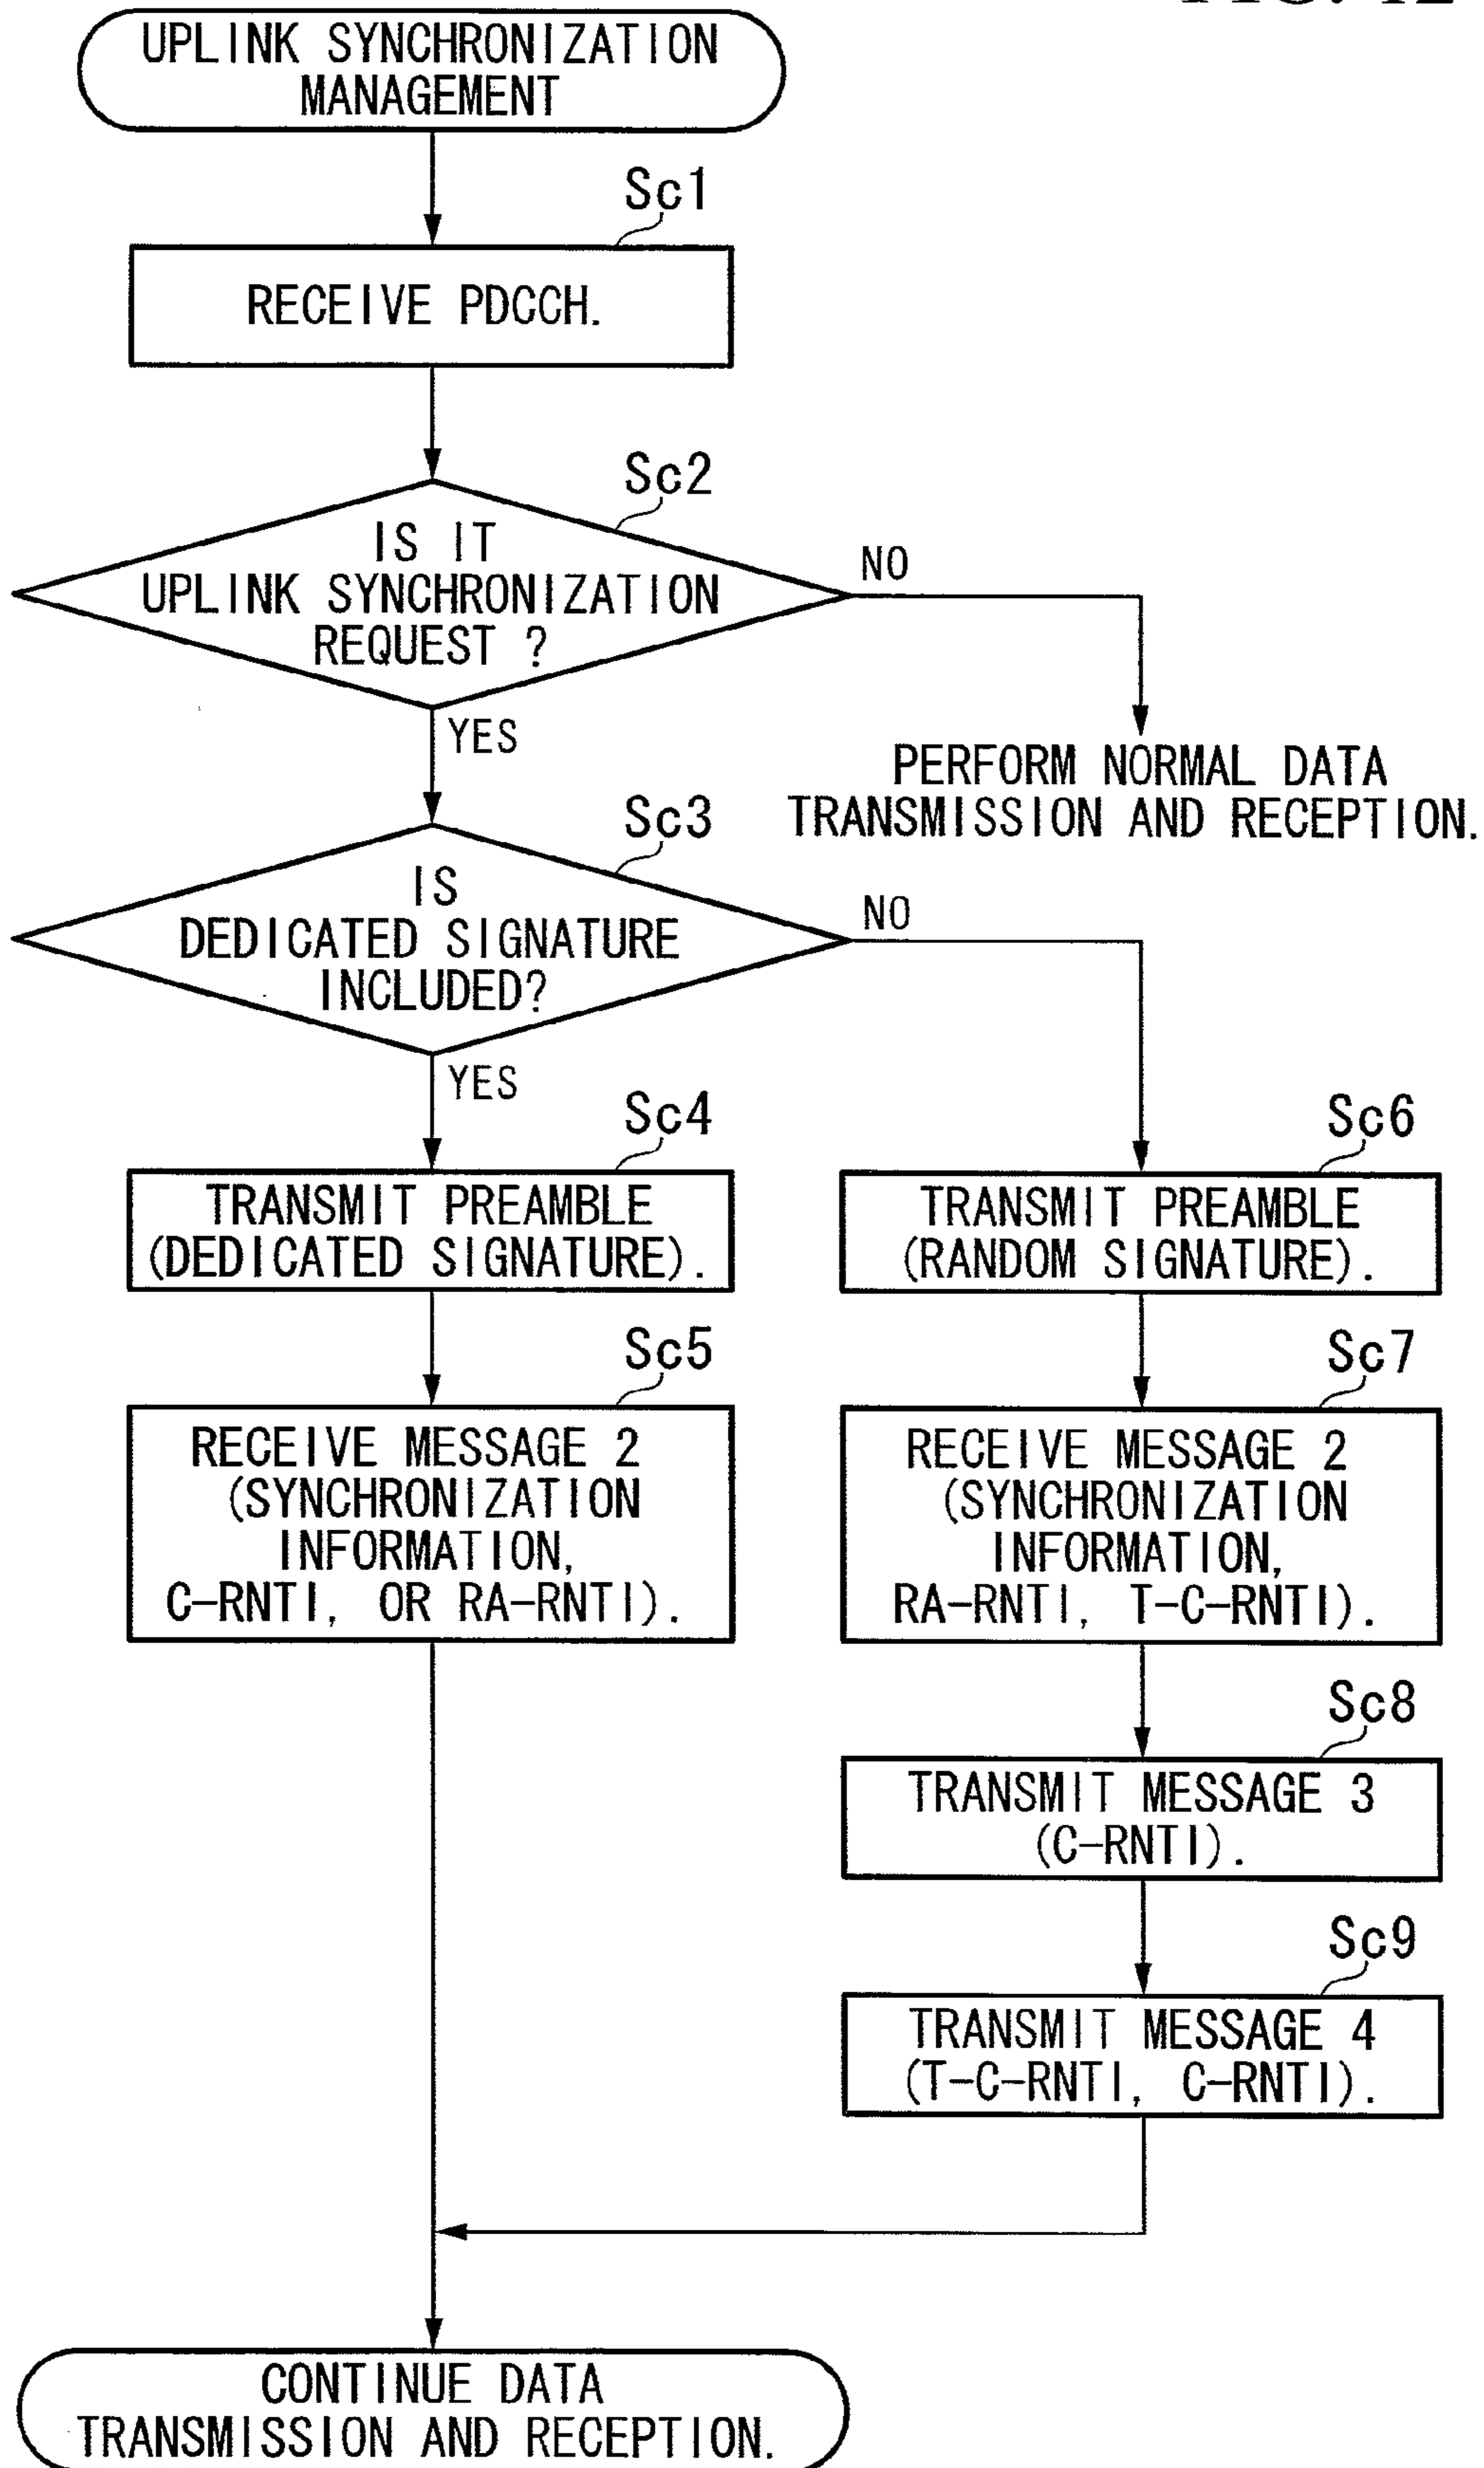 UPLINK SYNCHRONIZATION
MANAGEMENT
Sc1
RECEIVE PDCCH.
Sc2
IS IT
UPLINK SYNCHRONIZATION
REQUEST ?
NO
YES
PERFORM NORMAL DATA
TRANSMISSION AND RECEPTION.
Sc3
IS
DEDICATED SIGNATURE
INCLUDED?
NO
YES
Sc4
TRANSMIT PREAMBLE
(DEDICATED SIGNATURE).
Sc5
RECEIVE MESSAGE 2
(SYNCHRONIZATION
INFORMATION,
C-RNTI, OR RA-RNTI).
Sc6
TRANSMIT PREAMBLE
(RANDOM SIGNATURE).
Sc7
RECEIVE MESSAGE 2
(SYNCHRONIZATION
INFORMATION,
RA-RNTI, T-C-RNTI).
Sc8
TRANSMIT MESSAGE 3
(C-RNTI).
Sc9
TRANSMIT MESSAGE 4
(T-C-RNTI, C-RNTI).
CONTINUE DATA
TRANSMISSION AND RECEPTION.